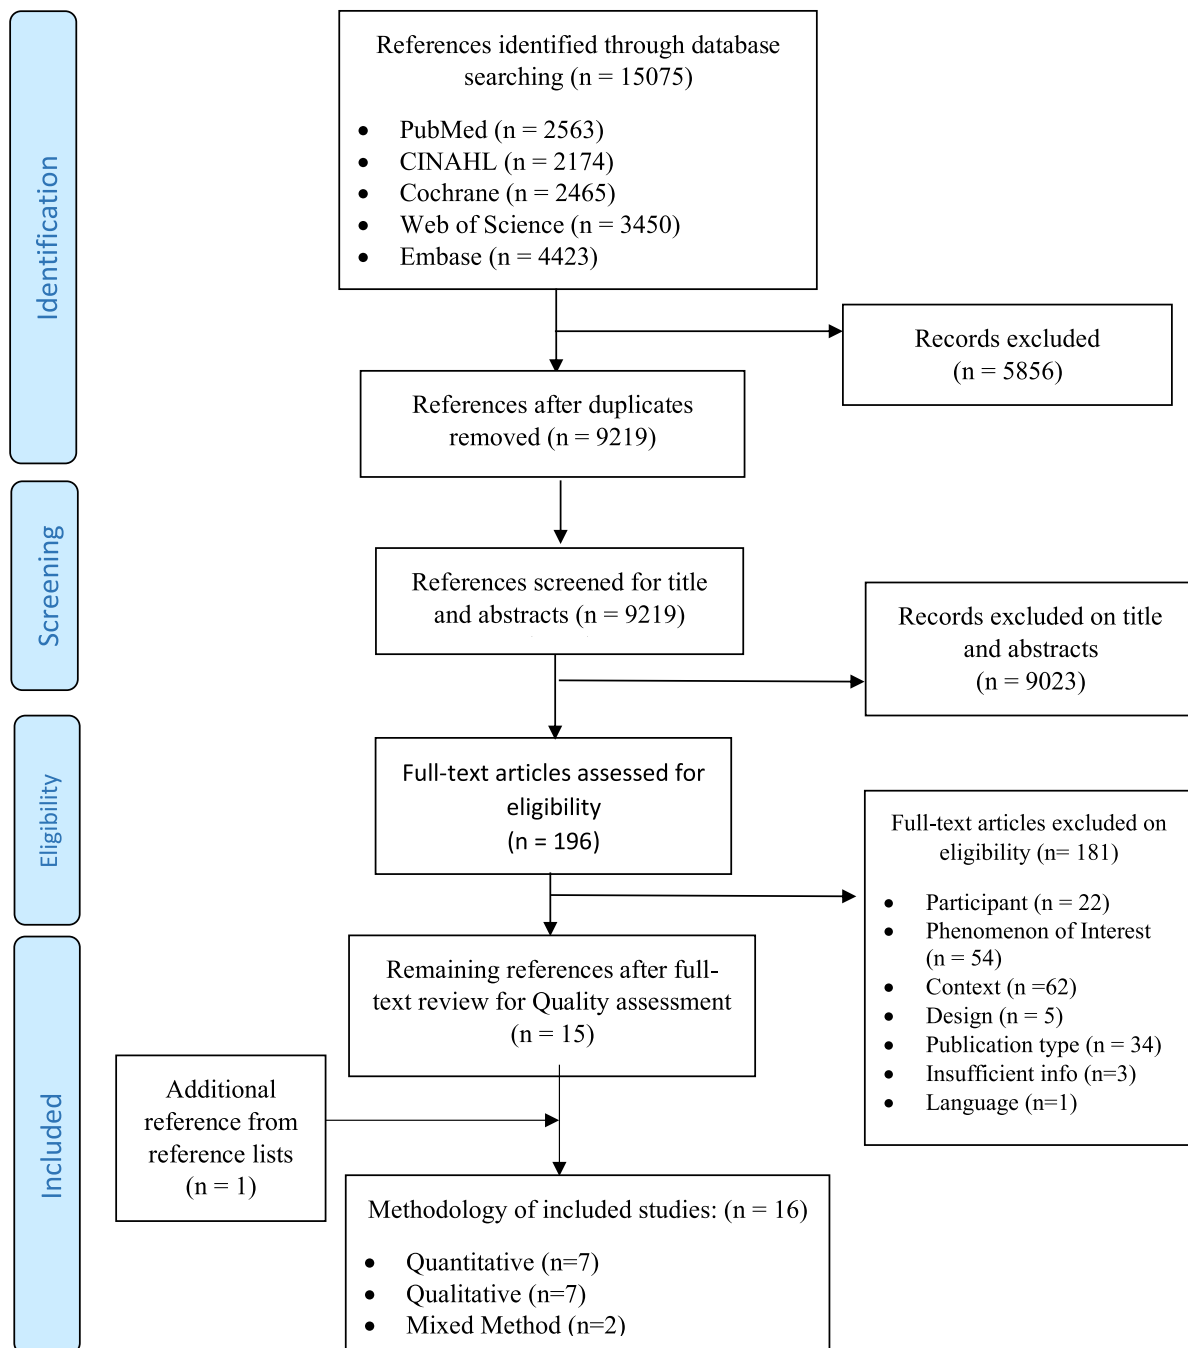 Identification
References identified through database
searching (n = 15075)
• PubMed (n = 2563)
• CINAHL (n = 2174)
• Cochrane (n = 2465)
• Web of Science (n = 3450)
• Embase (n = 4423)
Records excluded
(n = 5856)
References after duplicates
removed (n = 9219)
Screening
References screened for title
and abstracts (n = 9219)
Records excluded on title
and abstracts
(n = 9023)
Eligibility
Full-text articles assessed for
eligibility
(n = 196)
Full-text articles excluded on
eligibility (n= 181)
• Participant (n = 22)
• Phenomenon of Interest
(n = 54)
• Context (n =62)
• Design (n = 5)
• Publication type (n = 34)
• Insufficient info (n=3)
• Language (n=1)
Included
Remaining references after full-
text review for Quality assessment
(n = 15)
Additional
reference from
reference lists
(n = 1)
Methodology of included studies: (n = 16)
• Quantitative (n=7)
• Qualitative (n=7)
• Mixed Method (n=2)